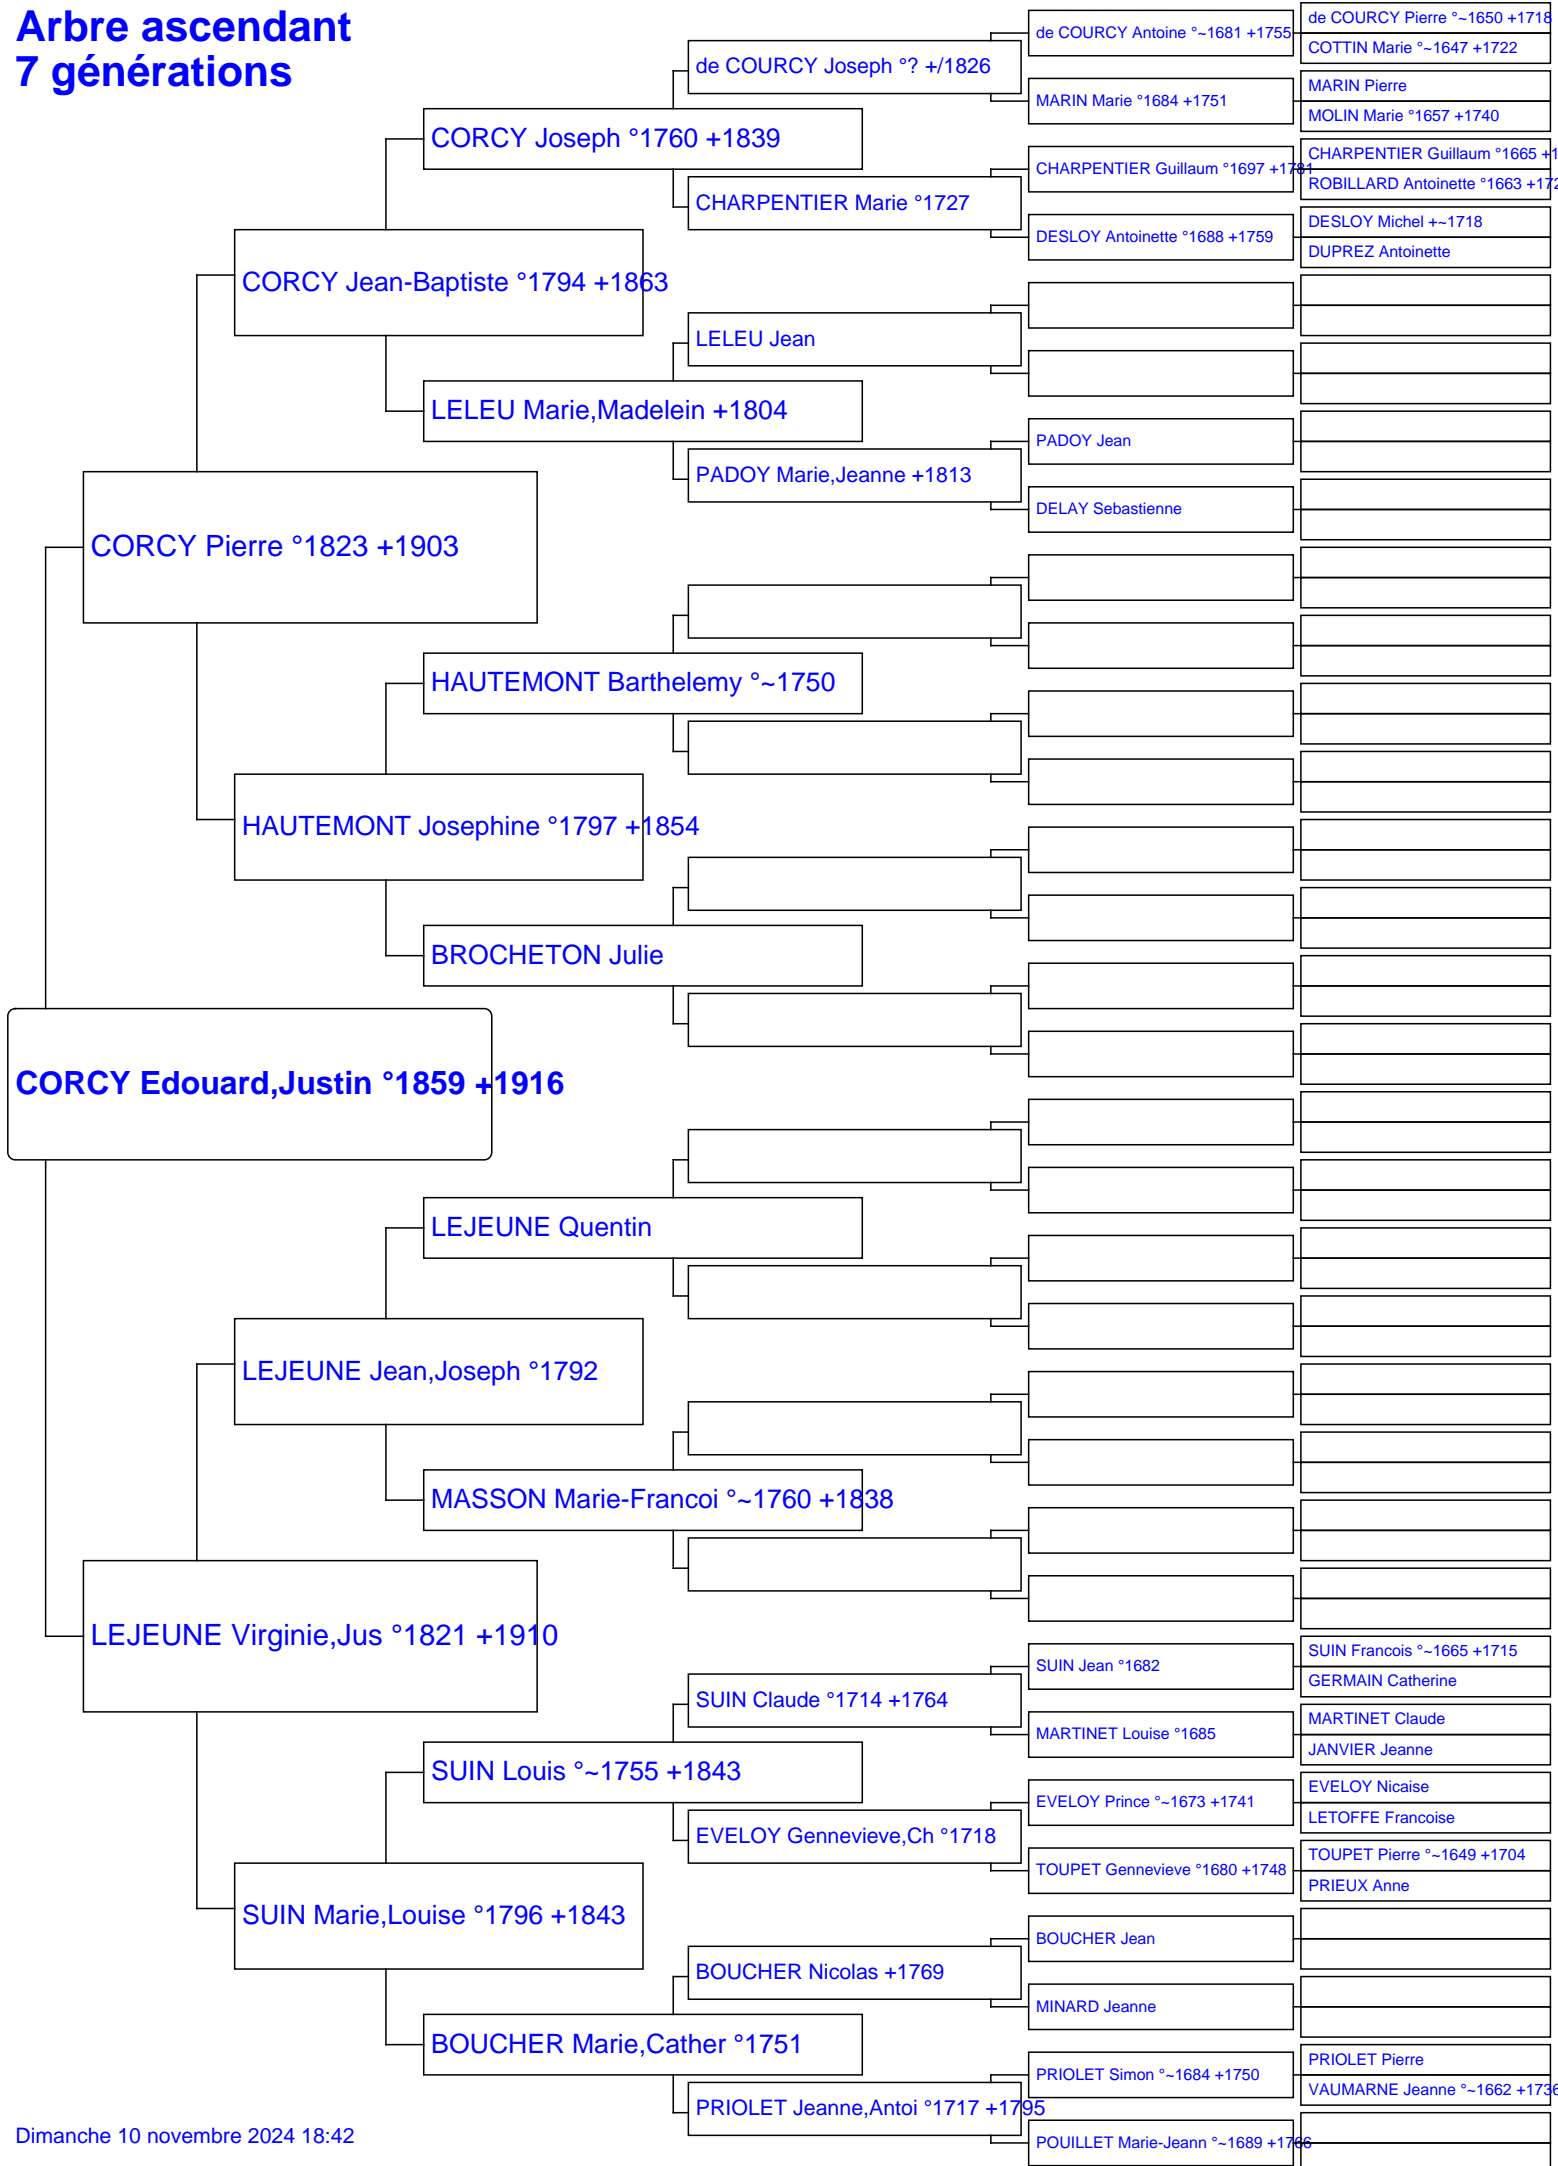 Arbre ascendant
7 générations
de COURCY Pierre °~1650 +1718
de COURCY Antoine °~1681 +1755
COTTIN Marie °~1647 +1722
de COURCY Joseph °? +/1826
MARIN Pierre
MARIN Marie °1684 +1751
MOLIN Marie °1657 +1740
CORCY Joseph °1760 +1839
CHARPENTIER Guillaum °1665 +1
CHARPENTIER Guillaum °1697 +1781
ROBILLARD Antoinette °1663 +172
CHARPENTIER Marie °1727
DESLOY Michel +~1718
DESLOY Antoinette °1688 +1759
DUPREZ Antoinette
CORCY Jean-Baptiste °1794 +1863
LELEU Jean
LELEU Marie,Madelein +1804
PADOY Jean
PADOY Marie,Jeanne +1813
DELAY Sebastienne
CORCY Pierre °1823 +1903
HAUTEMONT Barthelemy °~1750
HAUTEMONT Josephine °1797 +1854
BROCHETON Julie
CORCY Edouard,Justin °1859 +1916
LEJEUNE Quentin
LEJEUNE Jean,Joseph °1792
MASSON Marie-Francoi °~1760 +1838
LEJEUNE Virginie,Jus °1821 +1910
SUIN Francois °~1665 +1715
SUIN Jean °1682
GERMAIN Catherine
SUIN Claude °1714 +1764
MARTINET Claude
MARTINET Louise °1685
JANVIER Jeanne
SUIN Louis °~1755 +1843
EVELOY Nicaise
EVELOY Prince °~1673 +1741
LETOFFE Francoise
EVELOY Gennevieve,Ch °1718
TOUPET Pierre °~1649 +1704
TOUPET Gennevieve °1680 +1748
PRIEUX Anne
SUIN Marie,Louise °1796 +1843
BOUCHER Jean
BOUCHER Nicolas +1769
MINARD Jeanne
BOUCHER Marie,Cather °1751
PRIOLET Pierre
PRIOLET Simon °~1684 +1750
VAUMARNE Jeanne °~1662 +1736
PRIOLET Jeanne,Antoi °1717 +1795
POUILLET Marie-Jeann °~1689 +1766
Dimanche 10 novembre 2024 18:42